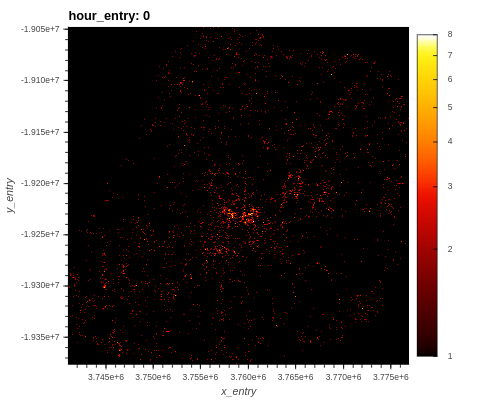 hour_entry: 0
-1.905e+7
-1.910e+7
-1.915e+7
-1.920e+7
-1.925e+7
-1.930e+7
-1.935e+7
y_entry
3.745e+6 3.750e+6 3.755e+6 3.760e+6 3.765e+6 3.770e+6 3.775e+6
x_entry
8
7
6
5
4
3
2
1